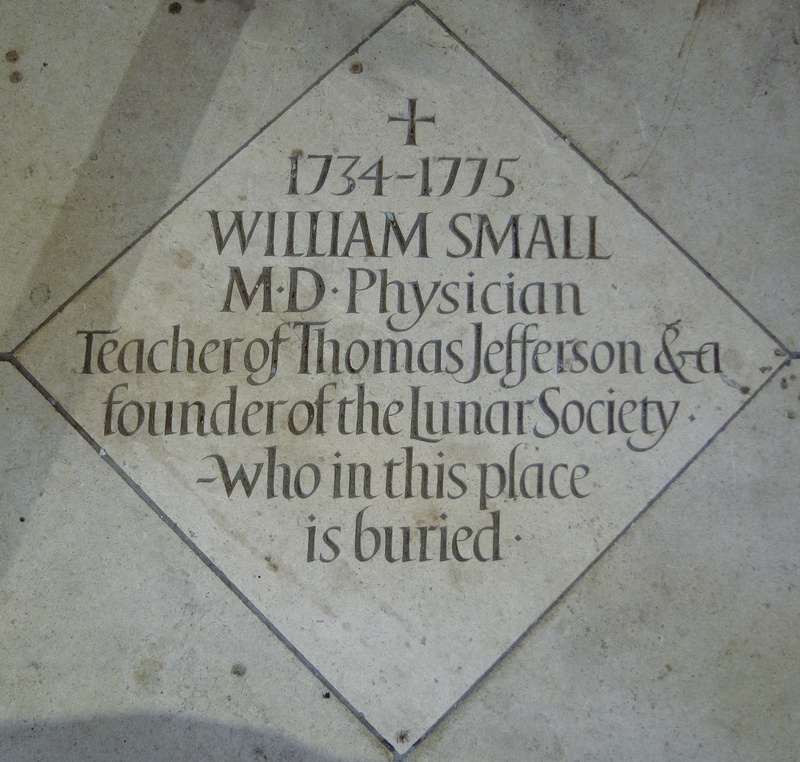 1734-1775
WILLIAM SMALL
M·D·Physician
Teacher of Thomas Jefferson & a
founder of the Lunar Society·
-who in this place
is buried·